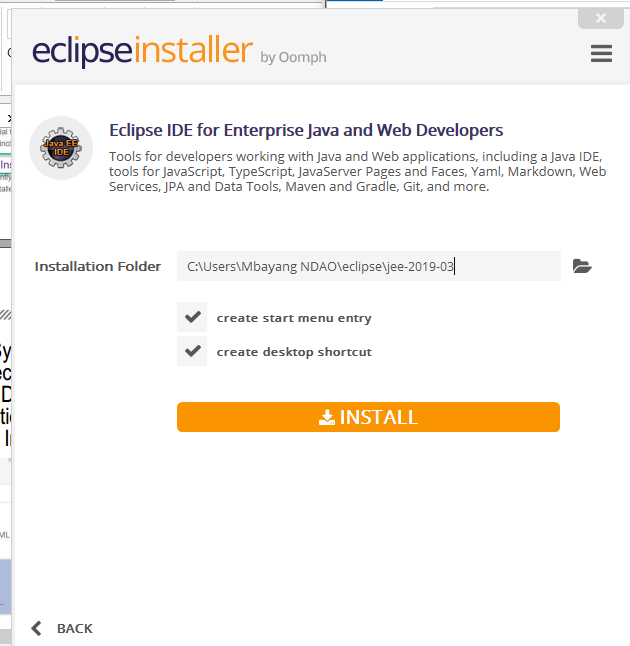 eclipseinstaller by Oomph
Java EE
IDE
Eclipse IDE for Enterprise Java and Web Developers
Tools for developers working with Java and Web applications, including a Java IDE,
tools for JavaScript, TypeScript, JavaServer Pages and Faces, Yaml, Markdown, Web
Services, JPA and Data Tools, Maven and Gradle, Git, and more.
Installation Folder C:\Users\Mbayang NDAO\eclipse\jee-2019-03
create start menu entry
create desktop shortcut
INSTALL
BACK